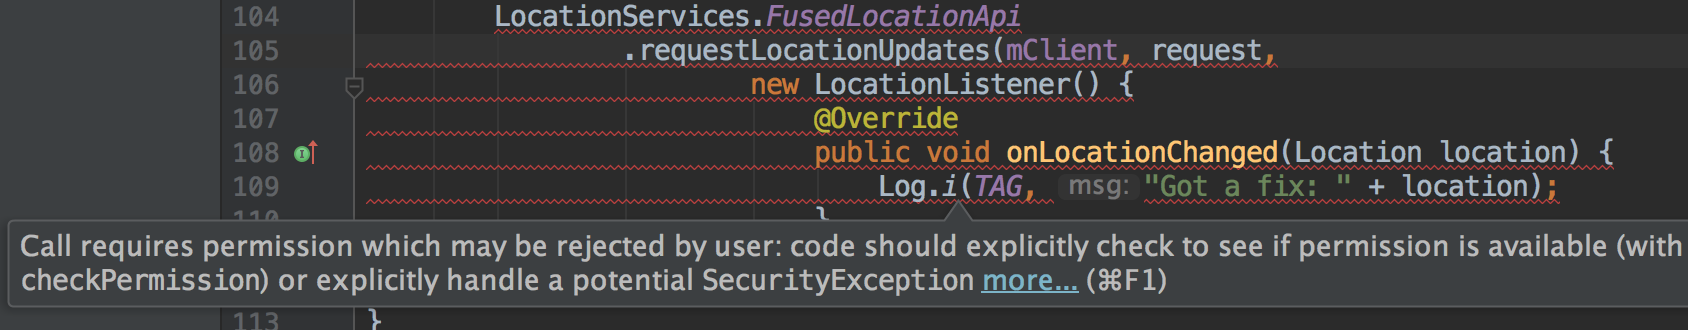 104 LocationServices.FusedLocationApi
105 .requestLocationUpdates(mClient, request,
106 new LocationListener() {
107 @Override
108 public void onLocationChanged(Location location) {
109 Log.i(TAG, msg: "Got a fix: " + location);
110 }
Call requires permission which may be rejected by user: code should explicitly check to see if permission is available (with
checkPermission) or explicitly handle a potential SecurityException more... (⌘F1)
113 }